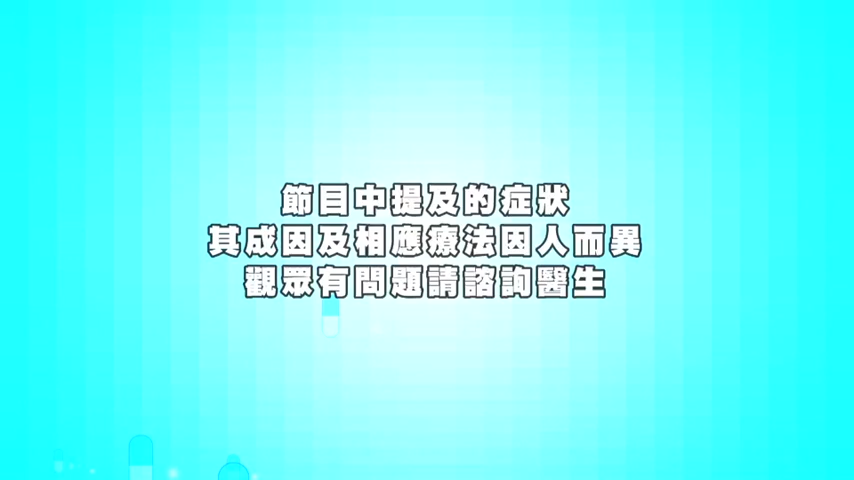 節目中提及的症狀
其成因及相應療法因人而異
觀眾有問題請諮詢醫生